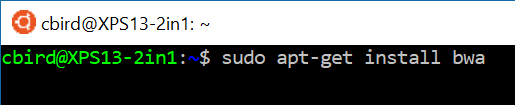 cbird@XPS13-2in1: ~
cbird@XPS13-2in1:~$ sudo apt-get install bwa